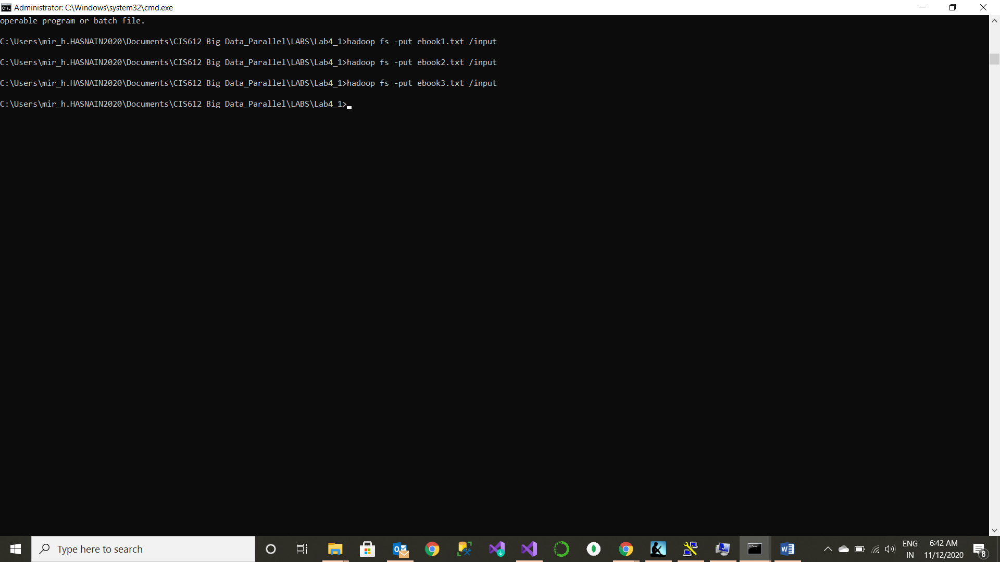 Administrator: C:\Windows\system32\cmd.exe
operable program or batch file.
C:\Users\mir_h.HASNAIN2020\Documents\CIS612 Big Data_Parallel\LABS\Lab4_1>hadoop fs -put ebook1.txt /input
C:\Users\mir_h.HASNAIN2020\Documents\CIS612 Big Data_Parallel\LABS\Lab4_1>hadoop fs -put ebook2.txt /input
C:\Users\mir_h.HASNAIN2020\Documents\CIS612 Big Data_Parallel\LABS\Lab4_1>hadoop fs -put ebook3.txt /input
C:\Users\mir_h.HASNAIN2020\Documents\CIS612 Big Data_Parallel\LABS\Lab4_1>
Type here to search
ENG
IN
6:42 AM
11/12/2020
8